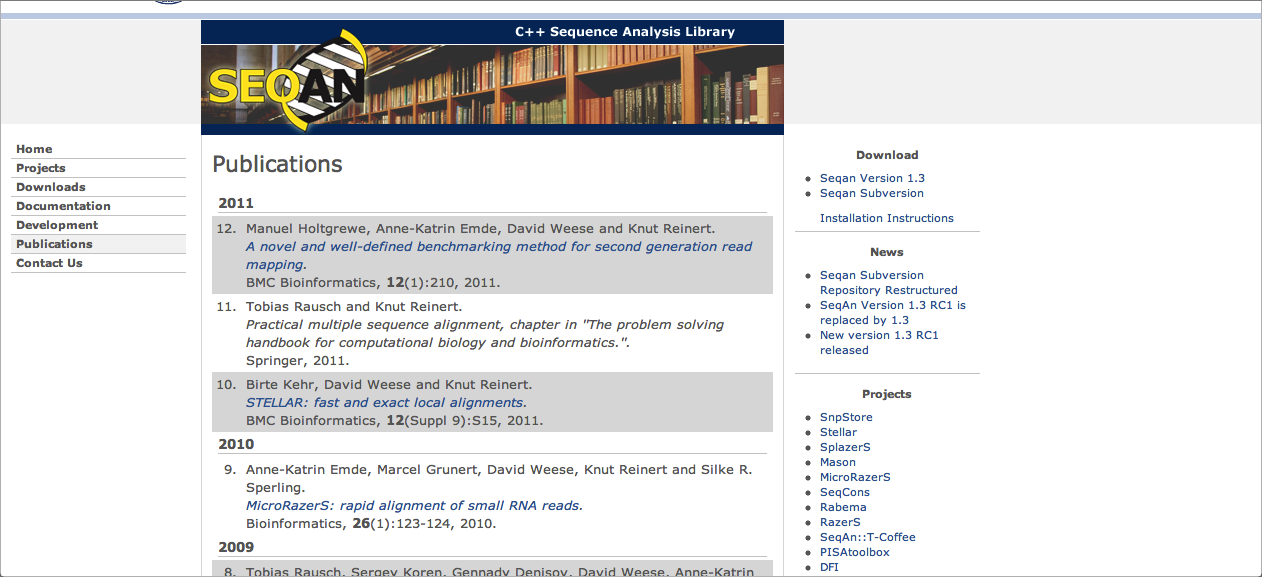 C++ Sequence Analysis Library
SEQAN
Home
Projects
Downloads
Documentation
Development
Publications
Contact Us
Publications
2011
12. Manuel Holtgrewe, Anne-Katrin Emde, David Weese and Knut Reinert.
A novel and well-defined benchmarking method for second generation read
mapping.
BMC Bioinformatics, 12(1):210, 2011.
11. Tobias Rausch and Knut Reinert.
Practical multiple sequence alignment, chapter in "The problem solving
handbook for computational biology and bioinformatics.".
Springer, 2011.
10. Birte Kehr, David Weese and Knut Reinert.
STELLAR: fast and exact local alignments.
BMC Bioinformatics, 12(Suppl 9):S15, 2011.
2010
9. Anne-Katrin Emde, Marcel Grunert, David Weese, Knut Reinert and Silke R.
Sperling.
MicroRazerS: rapid alignment of small RNA reads.
Bioinformatics, 26(1):123-124, 2010.
2009
8. Tobias Rausch, Sergey Koren, Gennady Denisov, David Weese, Anne-Katrin
Download
Seqan Version 1.3
Seqan Subversion
Installation Instructions
News
Seqan Subversion
Repository Restructured
SeqAn Version 1.3 RC1 is
replaced by 1.3
New version 1.3 RC1
released
Projects
SnpStore
Stellar
SplazerS
Mason
MicroRazerS
SeqCons
Rabema
RazerS
SeqAn::T-Coffee
PISAtoolbox
DFI